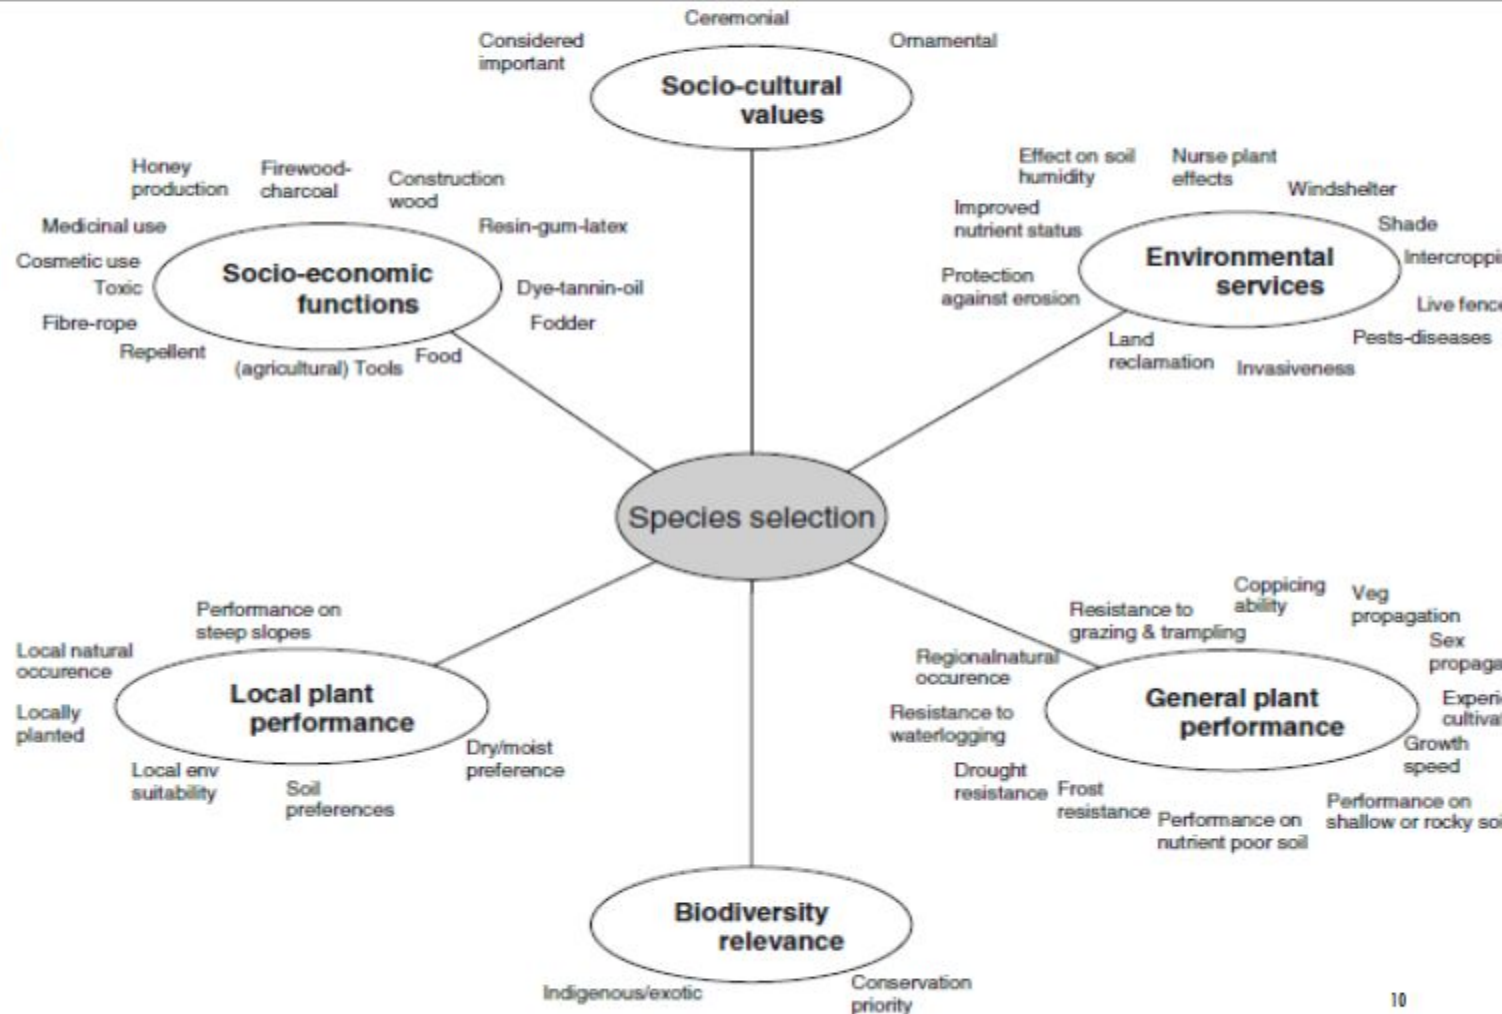 Ceremonial
Considered
important
Ornamental
Socio-cultural
values
Honey
production
Firewood-
charcoal
Construction
wood
Medicinal use
Resin-gum-latex
Cosmetic use
Toxic
Socio-economic
functions
Dye-tannin-oil
Fibre-rope
Fodder
Repellent
(agricultural) Tools
Food
Effect on soil
humidity
Nurse plant
effects
Windshelter
Improved
nutrient status
Shade
Environmental
services
Intercroppi
Protection
against erosion
Live fence
Pests-diseases
Land
reclamation
Invasiveness
Species selection
Performance on
steep slopes
Local natural
occurence
Local plant
performance
Locally
planted
Dry/moist
preference
Local env
suitability
Soil
preferences
Coppicing
ability
Veg
propagation
Resistance to
grazing & trampling
Sex
propaga
Regionalnatural
occurence
General plant
performance
Experi
cultivat
Resistance to
waterlogging
Growth
speed
Drought
resistance
Frost
resistance
Performance on
nutrient poor soil
Performance on
shallow or rocky soi
Biodiversity
relevance
Indigenous/exotic
Conservation
priority
10